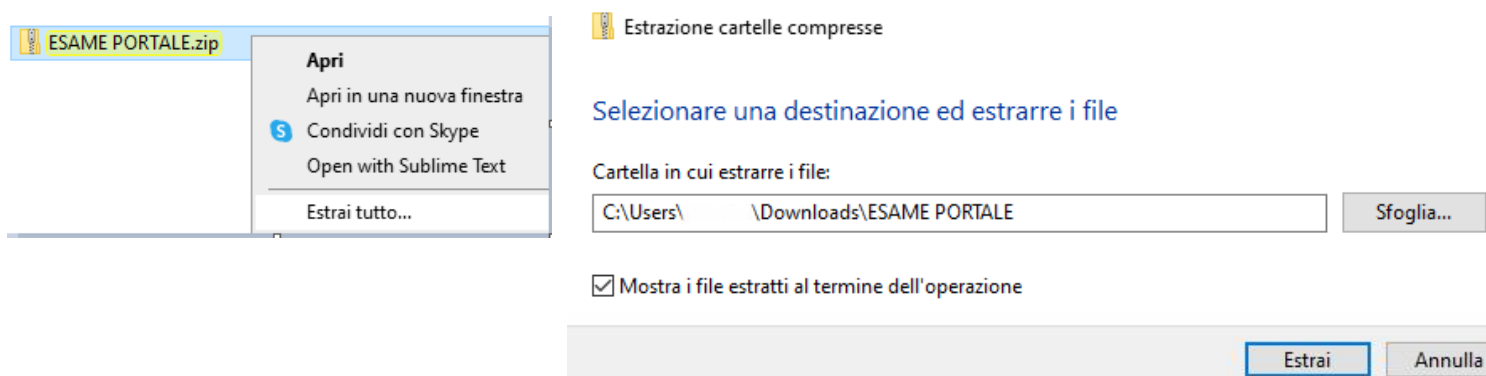 ESAME PORTALE.zip
Apri
Apri in una nuova finestra
Condividi con Skype
Open with Sublime Text
Estrai tutto...
Estrazione cartelle compresse
Selezionare una destinazione ed estrarre i file
Cartella in cui estrarre i file:
C:\Users\ \Downloads\ESAME PORTALE
Sfoglia...
Mostra i file estratti al termine dell'operazione
Estrai Annulla